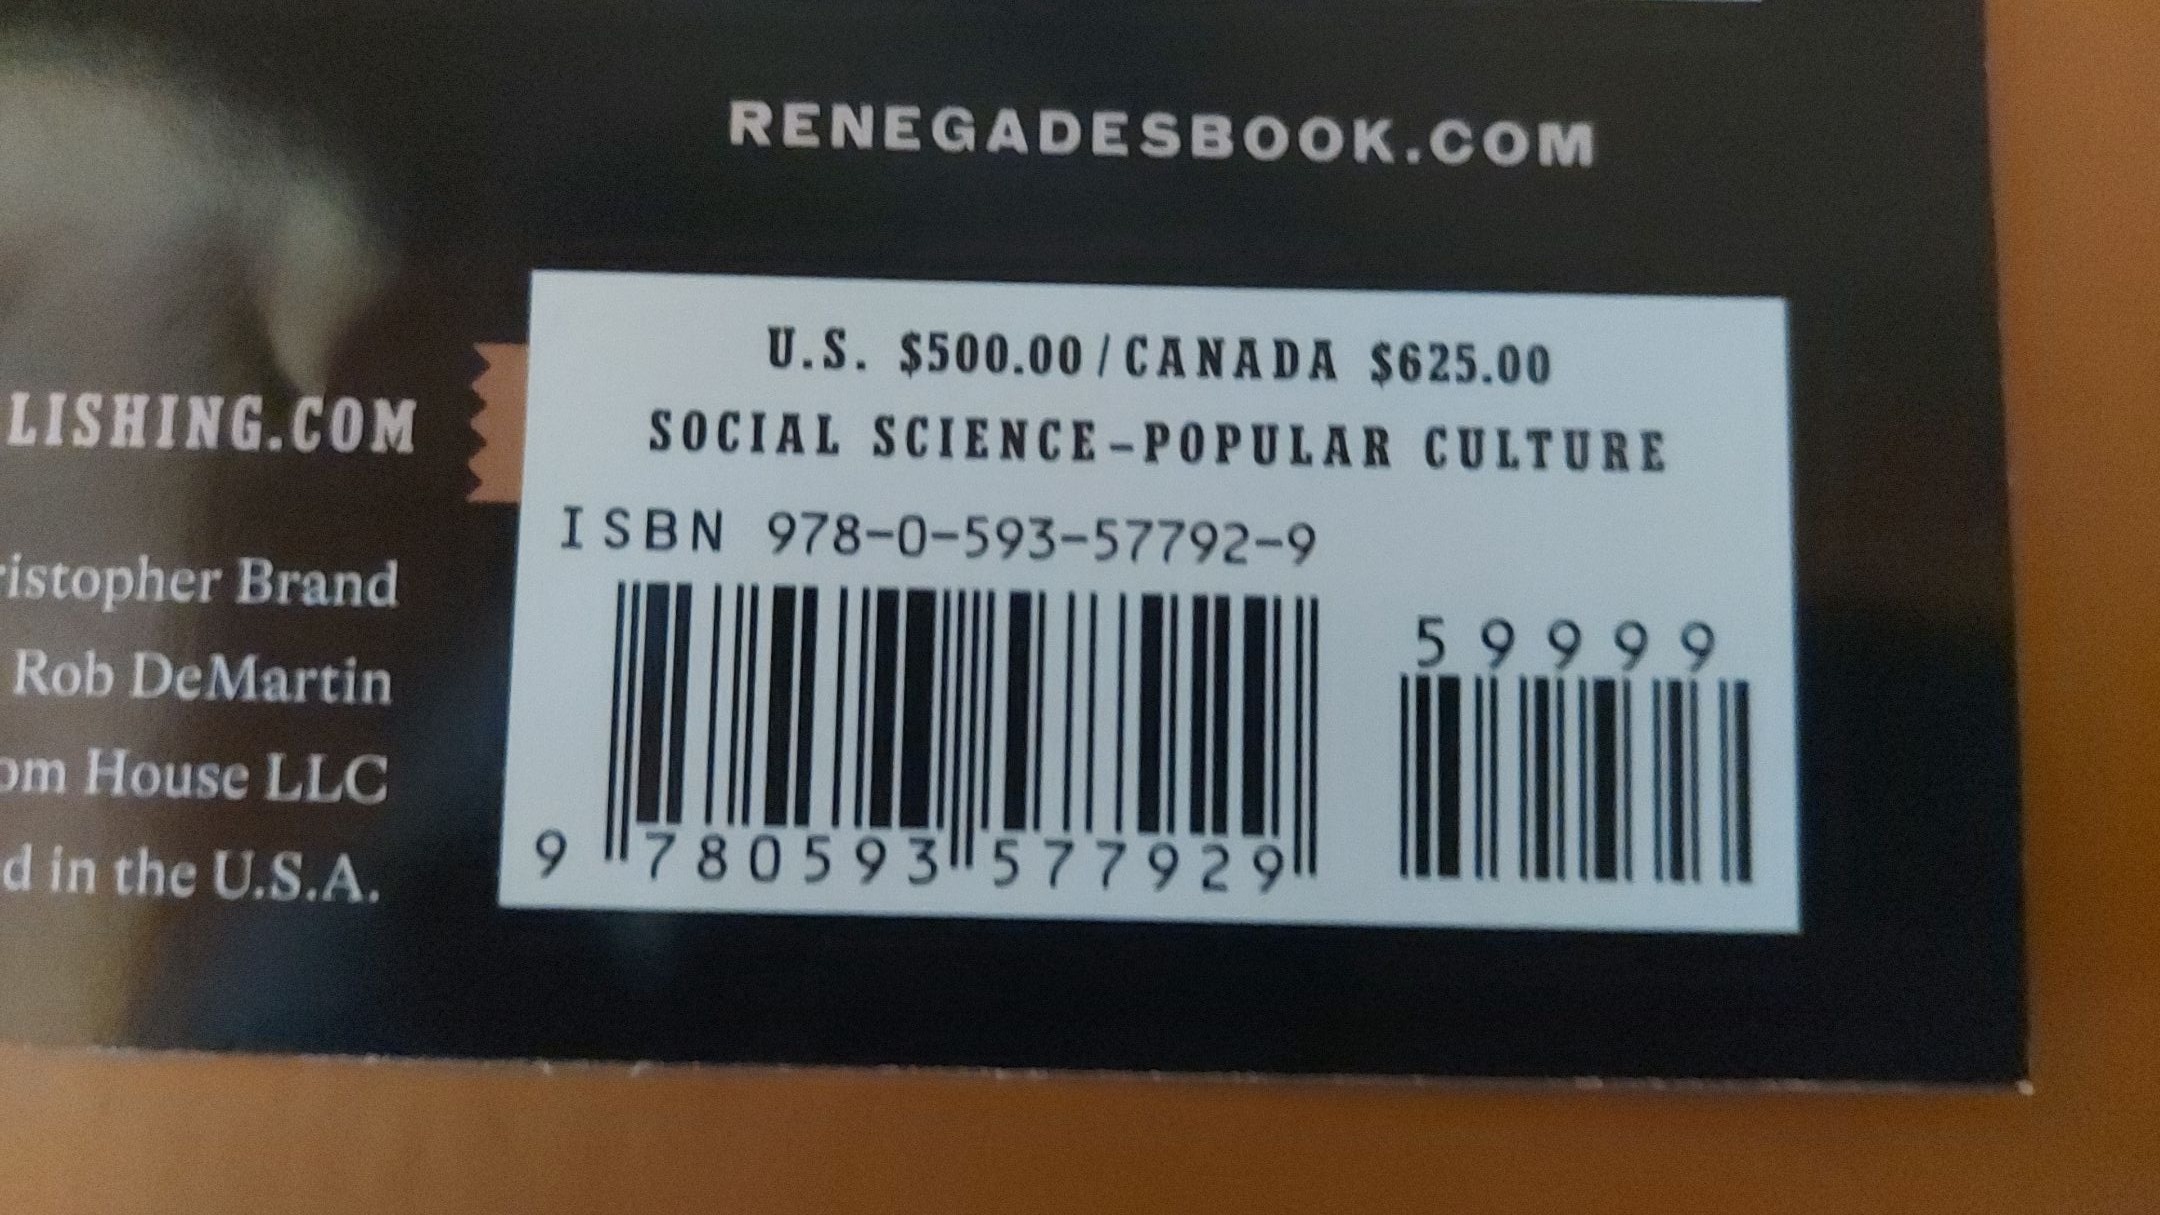 RENEGADESBOOK.COM
LISHING.COM
ristopher Brand
Rob DeMartin
om House LLC
d in the U.S.A.
U.S. $500.00/CANADA $625.00
SOCIAL SCIENCE–POPULAR CULTURE
ISBN 978-0-593-57792-9
59999
9 780593 577929